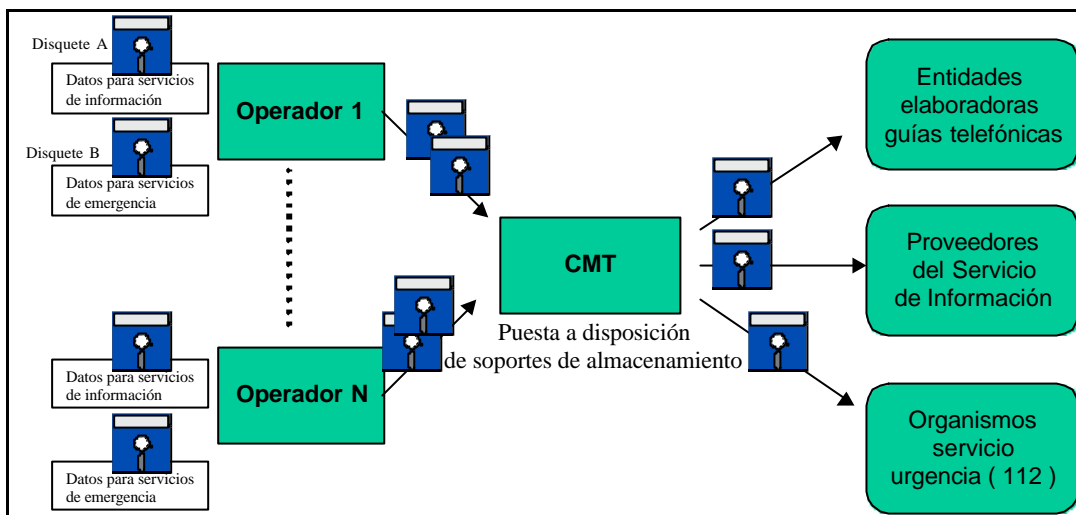 Disquete A
Datos para servicios
de información
Disquete B
Datos para servicios
de emergencia
Operador 1
Datos para servicios
de información
Datos para servicios
de emergencia
Operador N
CMT
Puesta a disposición
de soportes de almacenamiento
Entidades
elaboradoras
guías telefónicas
Proveedores
del Servicio
de Información
Organismos
servicio
urgencia ( 112 )